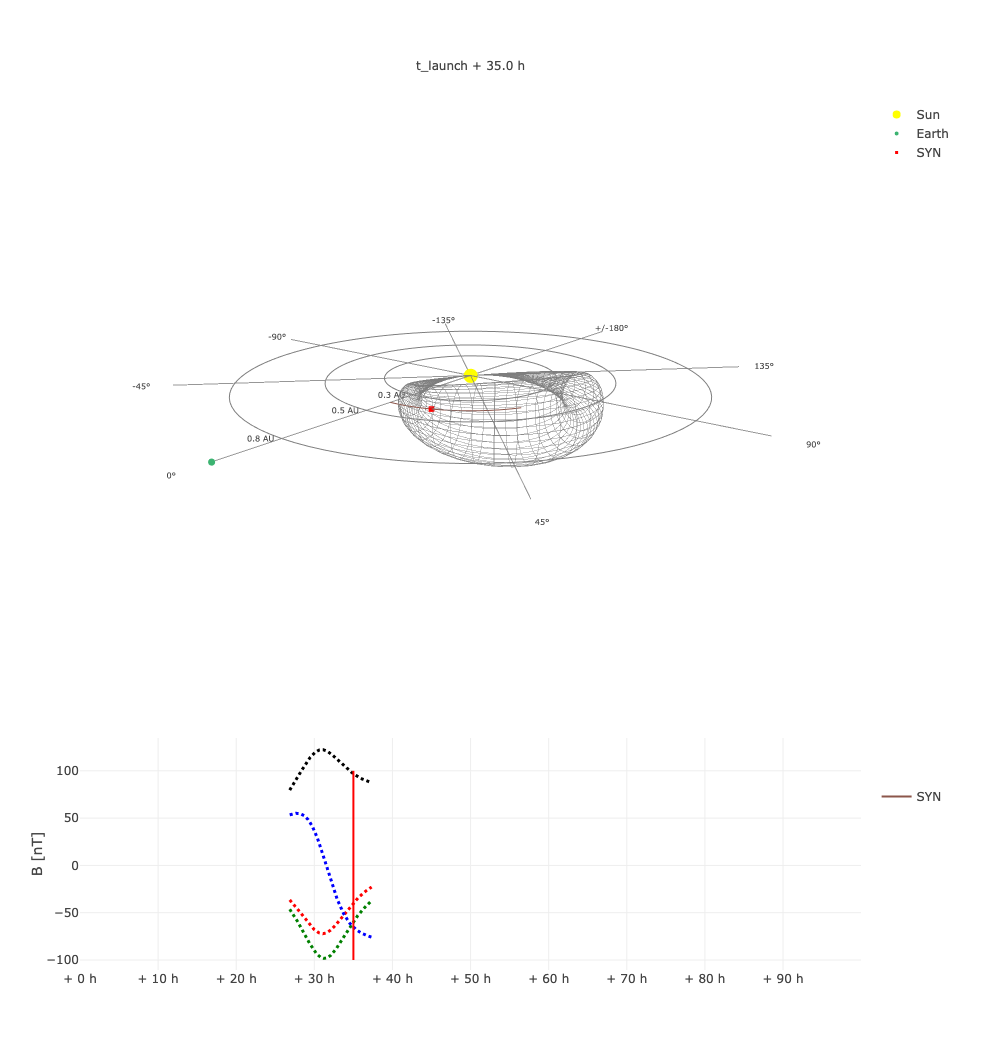 t_launch + 35.0 h
Sun
Earth
SYN
-135°
+/-180°
-90°
135°
-45°
0.3 AU
0.5 AU
0.8 AU
90°
0°
45°
100
50
0
−50
−100
B [nT]
SYN
+ 0 h
+ 10 h
+ 20 h
+ 30 h
+ 40 h
+ 50 h
+ 60 h
+ 70 h
+ 80 h
+ 90 h